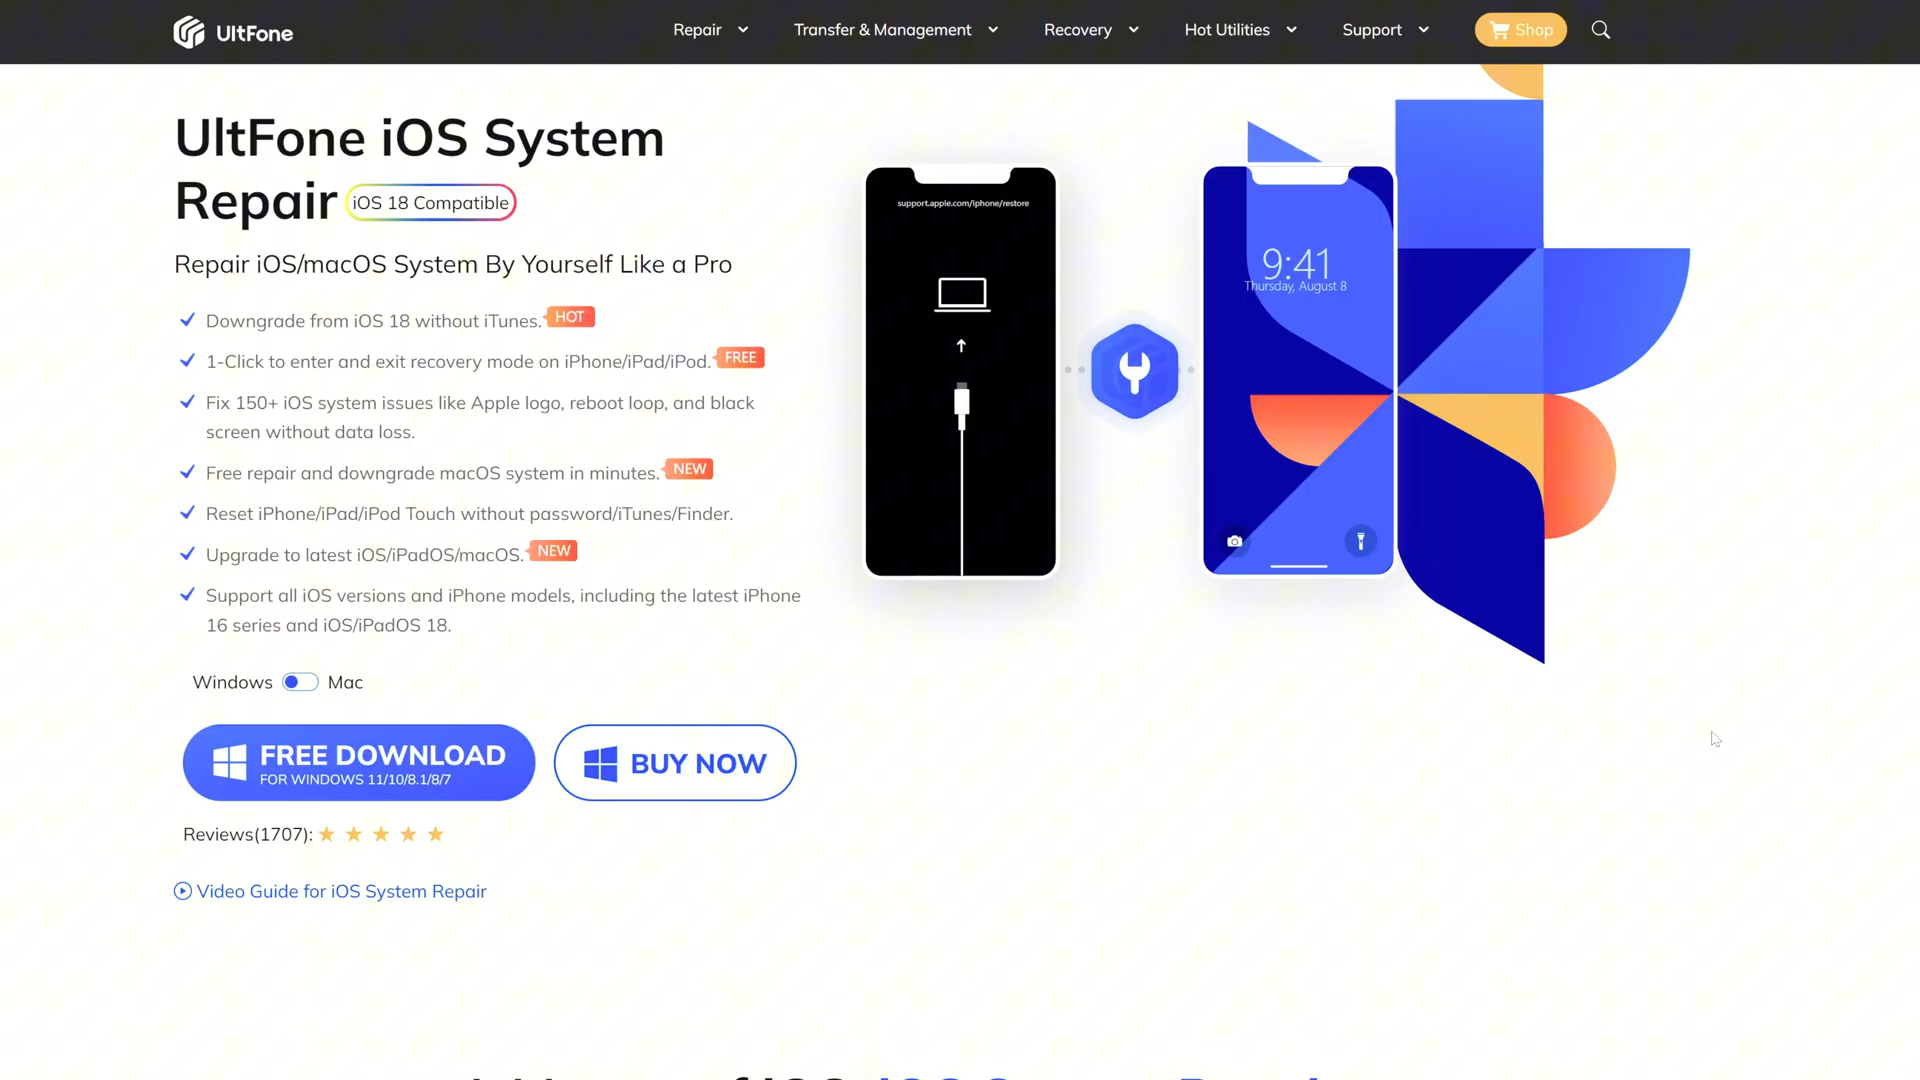 UltFone
Repair
Transfer & Management
Recovery
Hot Utilities
Support
Shop
UltFone iOS System
Repair
iOS 18 Compatible
Repair iOS/macOS System By Yourself Like a Pro
Downgrade from iOS 18 without iTunes. HOT
1-Click to enter and exit recovery mode on iPhone/iPad/iPod. FREE
Fix 150+ iOS system issues like Apple logo, reboot loop, and black
screen without data loss.
Free repair and downgrade macOS system in minutes. NEW
Reset iPhone/iPad/iPod Touch without password/iTunes/Finder.
Upgrade to latest iOS/iPadOS/macOS. NEW
Support all iOS versions and iPhone models, including the latest iPhone
16 series and iOS/iPadOS 18.
Windows
Mac
FREE DOWNLOAD
FOR WINDOWS 11/10/8.1/8/7
BUY NOW
Reviews(1707):
Video Guide for iOS System Repair
support.apple.com/iphone/restore
9:41
Thursday, August 8